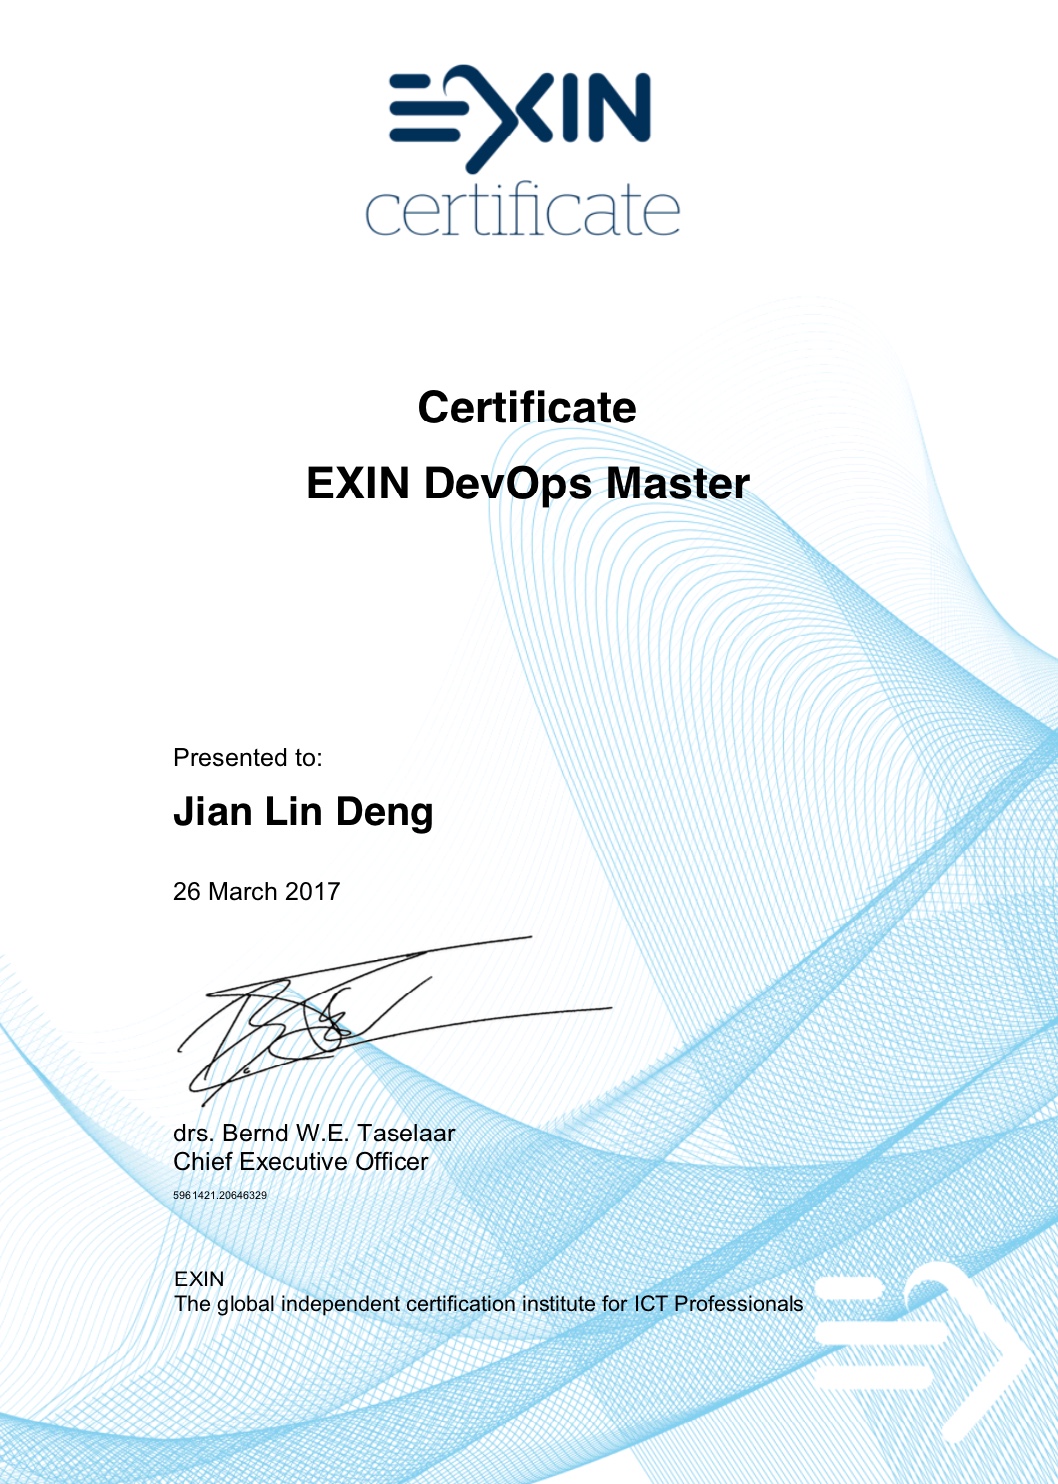 EXIN
certificate
Certificate
EXIN DevOps Master
Presented to:
Jian Lin Deng
26 March 2017
drs. Bernd W.E. Taselaar
Chief Executive Officer
5961421.20646329
EXIN
The global independent certification institute for ICT Professionals